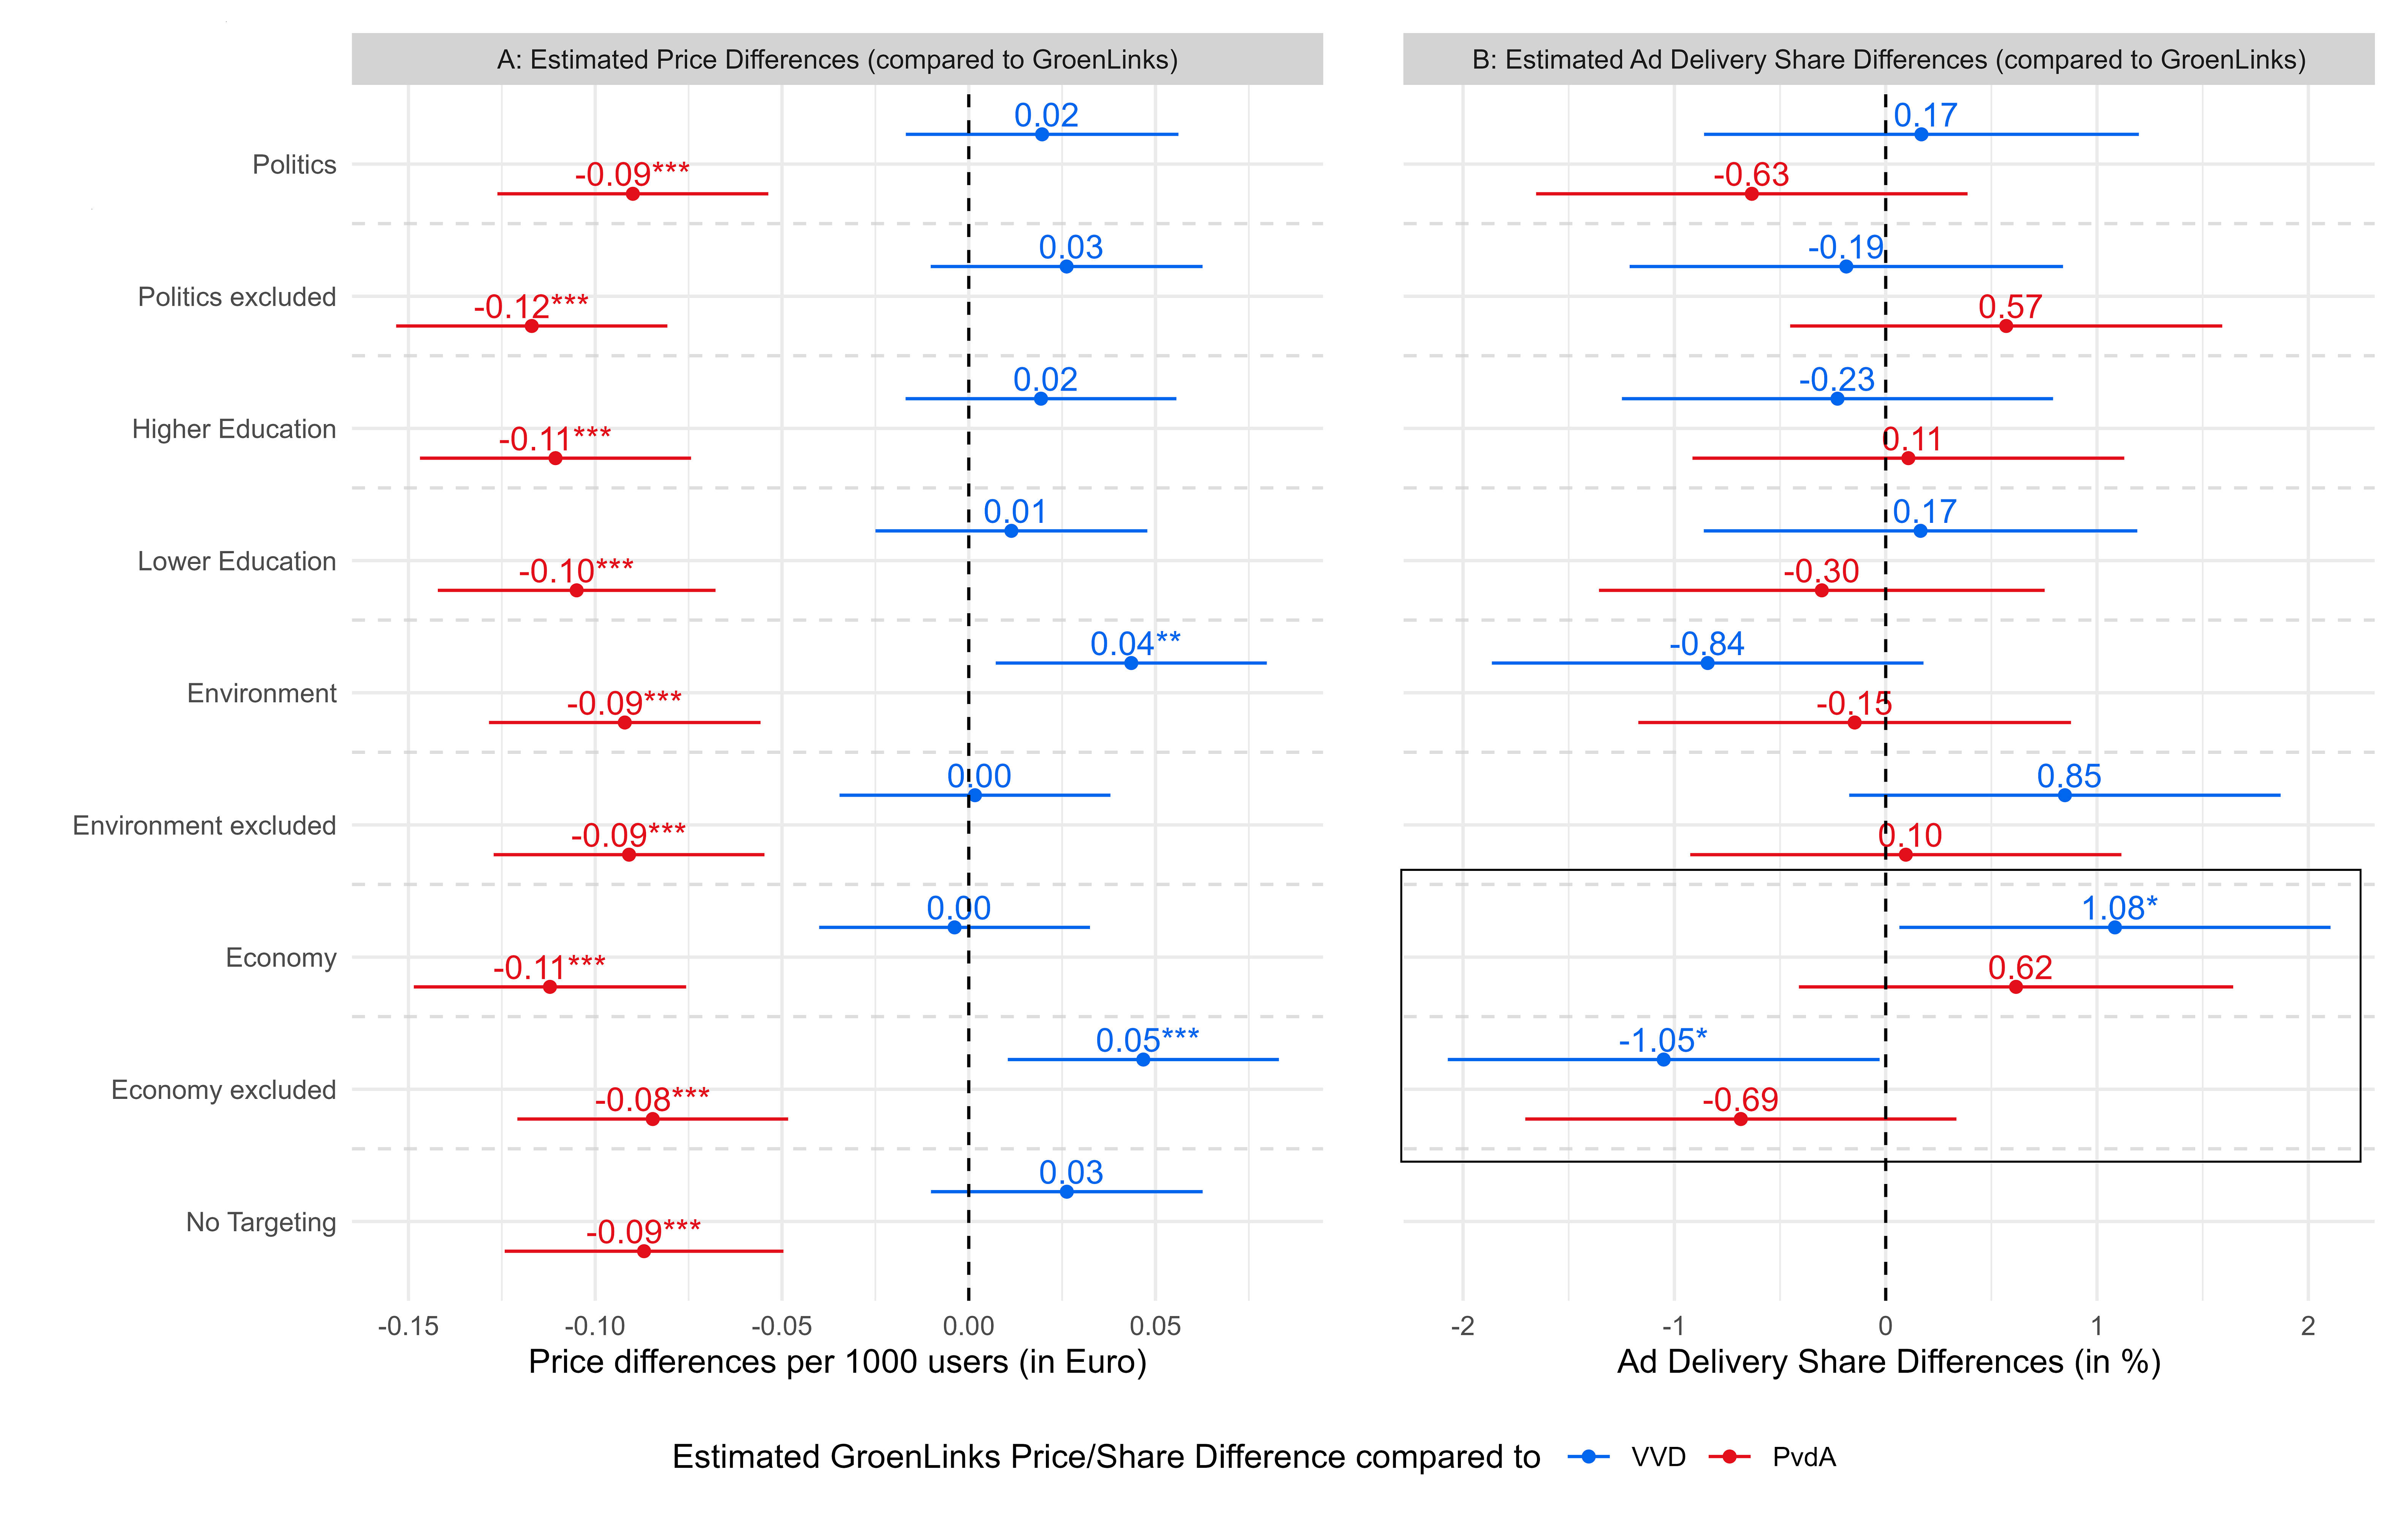 A: Estimated Price Differences (compared to GroenLinks)
B: Estimated Ad Delivery Share Differences (compared to GroenLinks)
Politics
0.02
-0.09***
0.17
-0.63
Politics excluded
0.03
-0.12***
-0.19
0.57
Higher Education
0.02
-0.11***
-0.23
0.11
Lower Education
0.01
-0.10***
0.17
-0.30
Environment
0.04**
-0.09***
-0.84
-0.15
Environment excluded
0.00
-0.09***
0.85
0.10
Economy
0.00
-0.11***
1.08*
0.62
Economy excluded
0.05***
-0.08***
-1.05*
-0.69
No Targeting
0.03
-0.09***
-0.15 -0.10 -0.05 0.00 0.05
-2 -1 0 1 2
Price differences per 1000 users (in Euro)
Ad Delivery Share Differences (in %)
Estimated GroenLinks Price/Share Difference compared to VVD PvdA